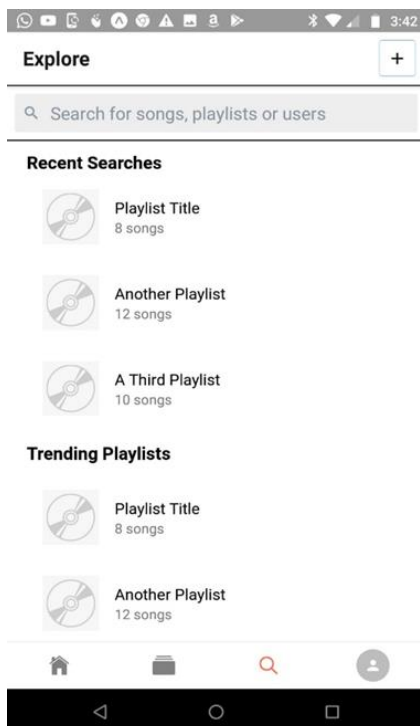 3:42
Explore
+
Search for songs, playlists or users
Recent Searches
Playlist Title
8 songs
Another Playlist
12 songs
A Third Playlist
10 songs
Trending Playlists
Playlist Title
8 songs
Another Playlist
12 songs